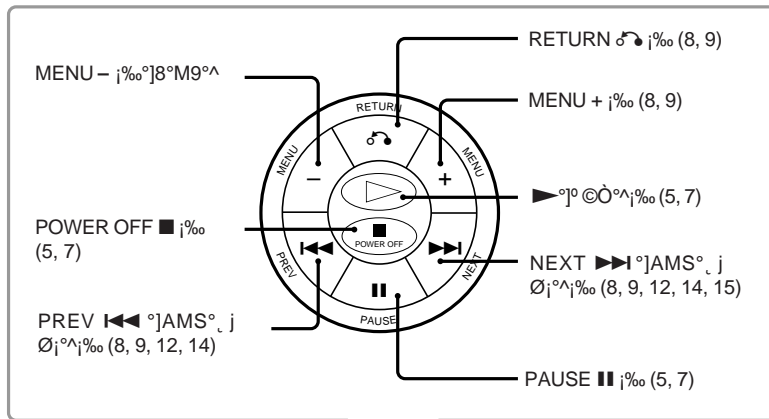 RETURN ¡‰ (8, 9)
MENU – ¡‰°]8°M9°^
MENU + ¡‰ (8, 9)
RETURN
MENU
MENU
–
+
°]º ©Ò°^¡‰ (5, 7)
POWER OFF ■ ¡‰
(5, 7)
POWER OFF
PREV
NEXT
PAUSE
NEXT ▶▶I °]AMS°¸ j
Ø¡°^¡‰ (8, 9, 12, 14, 15)
PREV I◀◀ °]AMS°¸ j
Ø¡°^¡‰ (8, 9, 12, 14)
PAUSE ▮▮ ¡‰ (5, 7)